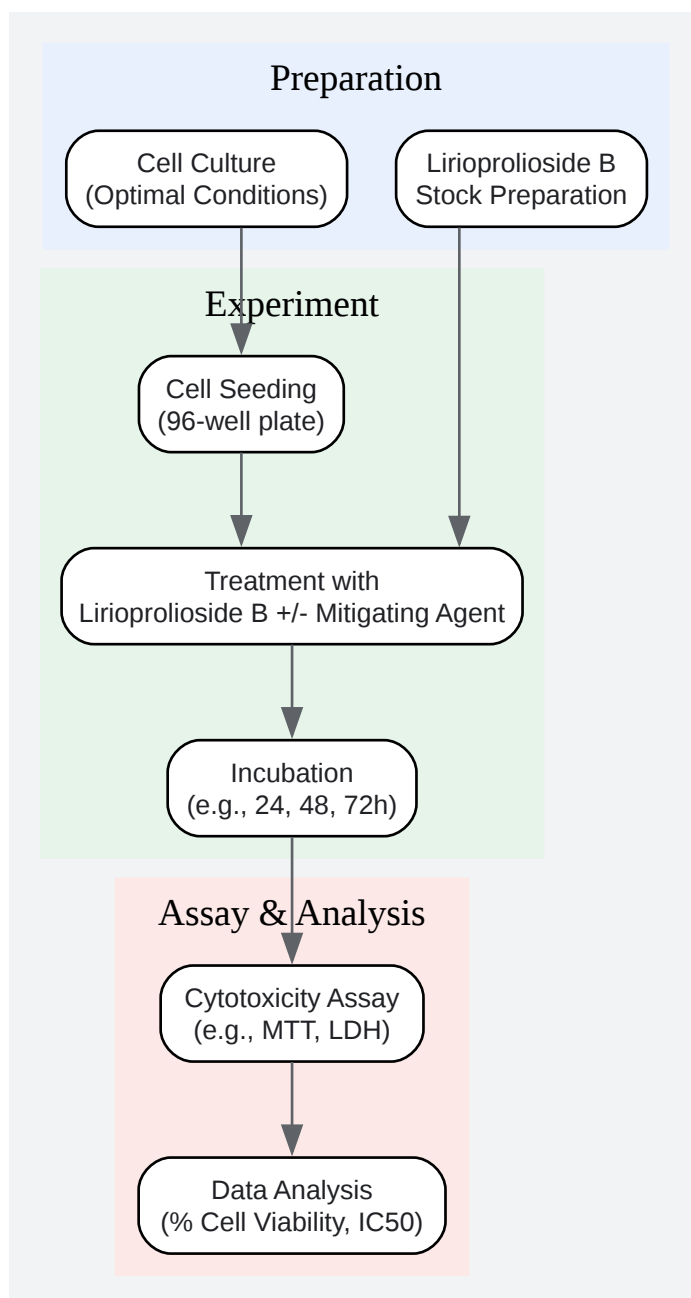 Preparation
Cell Culture
(Optimal Conditions)
Lirioprolioside B
Stock Preparation
Experiment
Cell Seeding
(96-well plate)
Treatment with
Lirioprolioside B +/- Mitigating Agent
Incubation
(e.g., 24, 48, 72h)
Assay & Analysis
Cytotoxicity Assay
(e.g., MTT, LDH)
Data Analysis
(% Cell Viability, IC50)